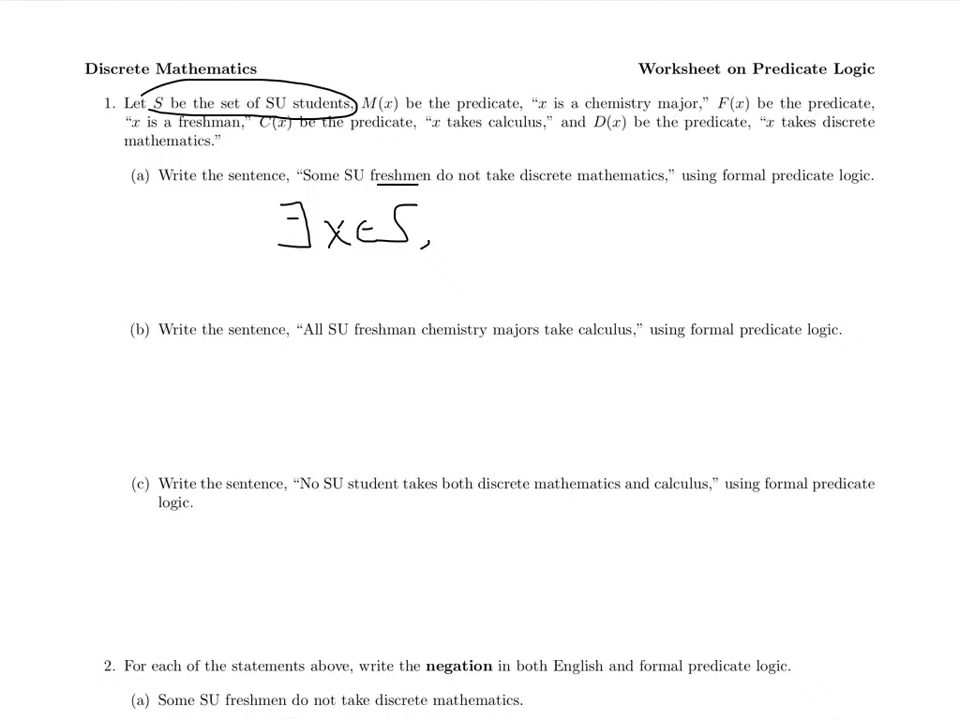 Discrete Mathematics Worksheet on Predicate Logic
1. Let S be the set of SU students, M(x) be the predicate, “x is a chemistry major,” F(x) be the predicate,
“x is a freshman,” C(x) be the predicate, “x takes calculus,” and D(x) be the predicate, “x takes discrete
mathematics.”
(a) Write the sentence, “Some SU freshmen do not take discrete mathematics,” using formal predicate logic.
∃ x ∈ S,
(b) Write the sentence, “All SU freshman chemistry majors take calculus,” using formal predicate logic.
(c) Write the sentence, “No SU student takes both discrete mathematics and calculus,” using formal predicate
logic.
2. For each of the statements above, write the negation in both English and formal predicate logic.
(a) Some SU freshmen do not take discrete mathematics.